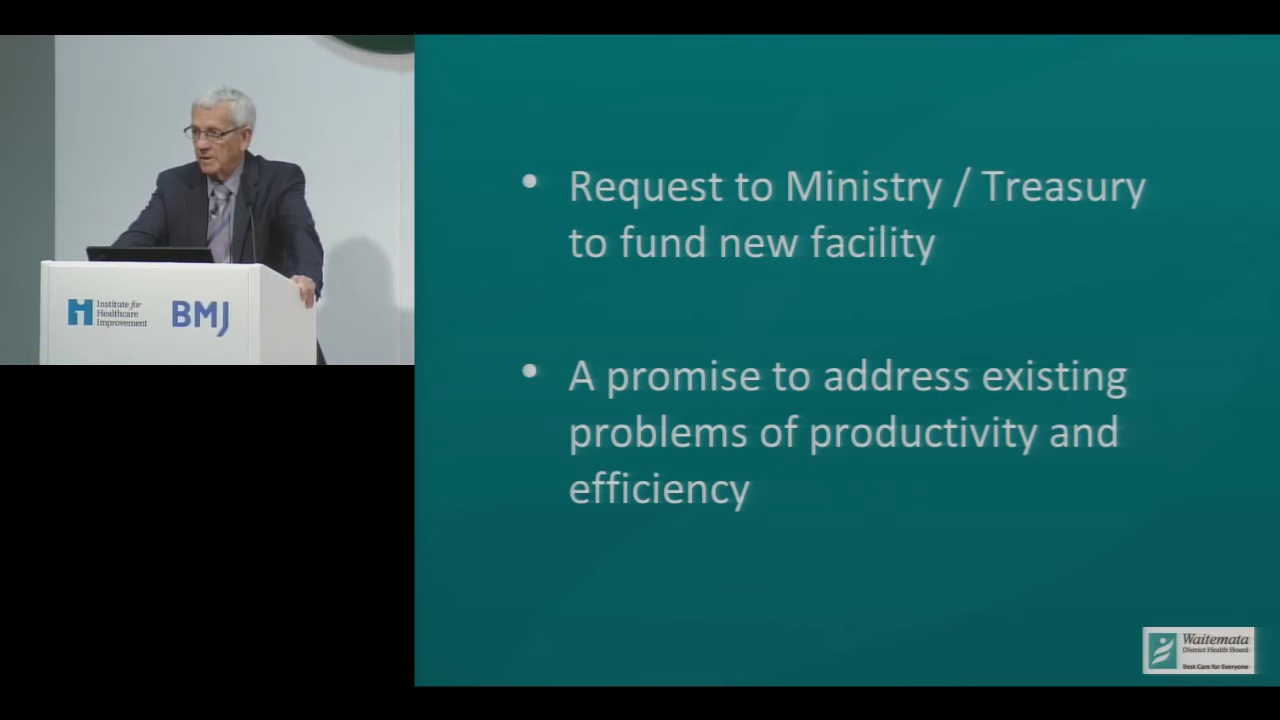 Institute for
Healthcare
Improvement
BMJ
• Request to Ministry / Treasury
to fund new facility
• A promise to address existing
problems of productivity and
efficiency
Waitemata
District Health Board
Best Care for Everyone